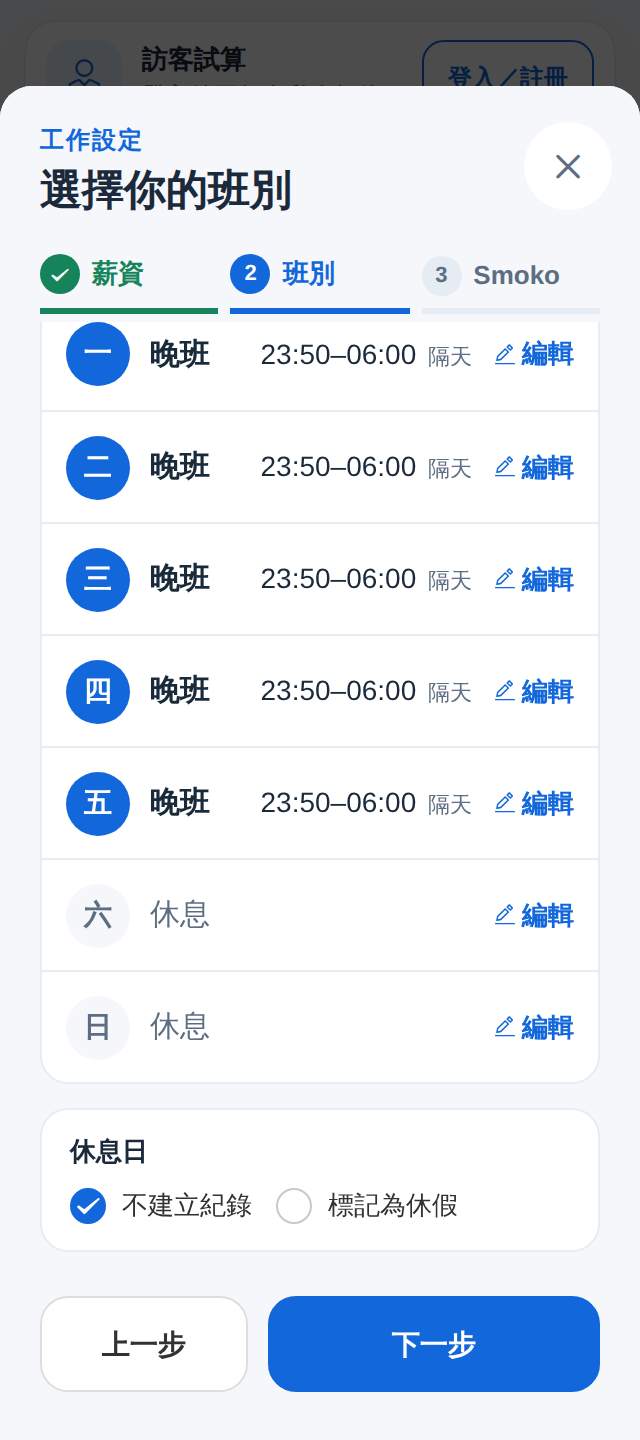 訪客試算
登入／註冊
工作設定
選擇你的班別
薪資
2 班別
3 Smoko
一 晚班 23:50–06:00 隔天 編輯
二 晚班 23:50–06:00 隔天 編輯
三 晚班 23:50–06:00 隔天 編輯
四 晚班 23:50–06:00 隔天 編輯
五 晚班 23:50–06:00 隔天 編輯
六 休息 編輯
日 休息 編輯
休息日
不建立紀錄 標記為休假
上一步 下一步